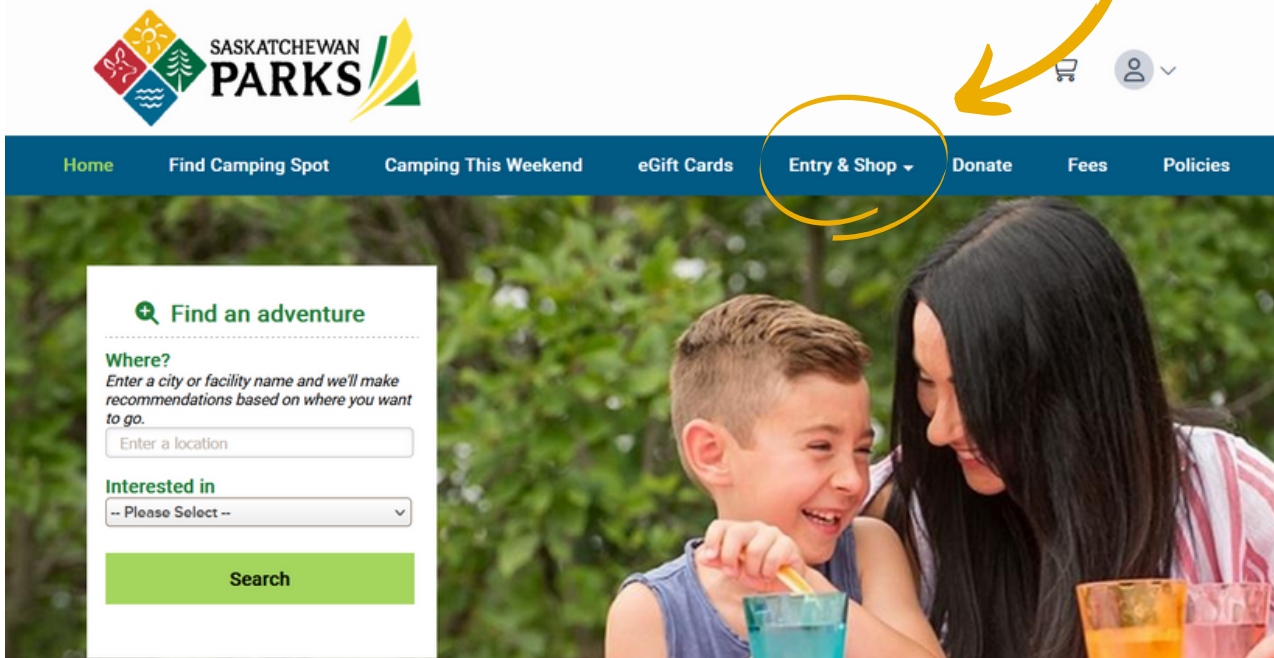 SASKATCHEWAN
PARKS
Home Find Camping Spot Camping This Weekend eGift Cards Entry & Shop Donate Fees Policies
Find an adventure
Where?
Enter a city or facility name and we'll make
recommendations based on where you want
to go.
Enter a location
Interested in
-- Please Select --
Search